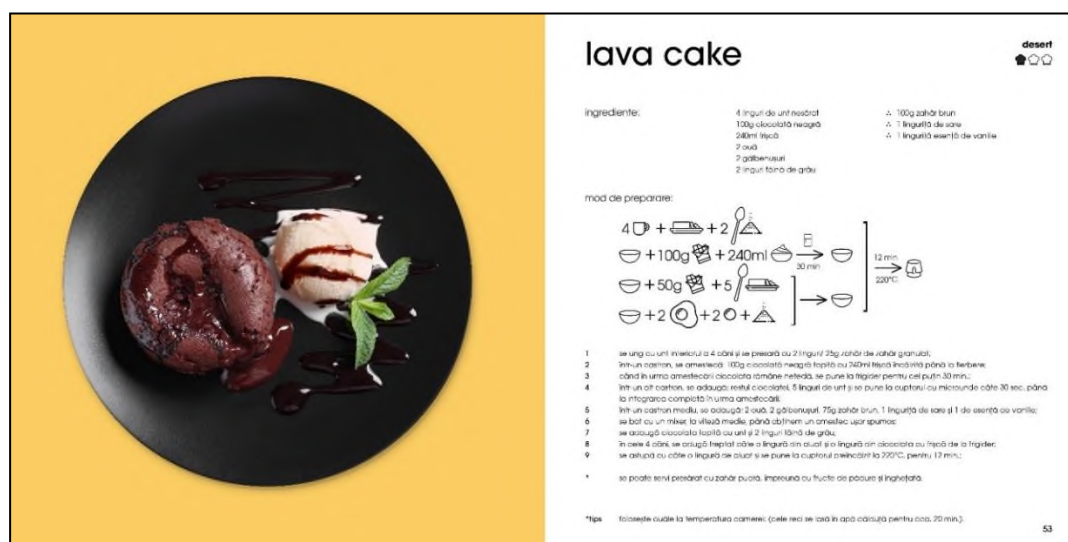 lava cake
desert
ingrediente:
4 linguri de unt nesărat
100g ciocolată neagră
240ml frișcă
2 ouă
2 gălbenușuri
2 linguri făină de grâu
∴ 100g zahăr brun
∴ 1 linguriță de sare
∴ 1 linguriță esență de vanilie
mod de preparare:
4 + + 2
+ 100g + 240ml
30 min
12 min
220°C
+ 50g + 5
+ 2 + 2 +
1 se ung cu unt interiorul a 4 căni și se presară cu 2 linguri/ 25g zahăr de zahăr granulat;
2 într-un castron, se amestecă: 100g ciocolată neagră topită cu 240ml frișcă încălzită până la fierbere;
3 când în urma amestecării ciocolata rămâne netedă, se pune la frigider pentru cel puțin 30 min.;
4 într-un alt castron, se adaugă: restul ciocolatei, 5 linguri de unt și se pune la cuptorul cu microunde câte 30 sec. până
la integrarea completă în urma amestecării;
5 într-un castron mediu, se adaugă: 2 ouă, 2 gălbenușuri, 75g zahăr brun, 1 linguriță de sare și 1 de esență de vanilie;
6 se bat cu un mixer, la viteză medie, până obținem un amestec ușor spumos;
7 se adaugă ciocolata topită cu unt și 2 linguri făină de grâu;
8 în cele 4 căni, se adugă treptat câte o lingură din aluat și o lingură din ciocolata cu frișcă de la frigider;
9 se astupă cu câte o lingură de aluat și se pune la cuptorul preîncălzit la 220°C, pentru 12 min.;
* se poate servi presărat cu zahăr pudră, împreună cu fructe de pădure și înghețată.
*tips folosește ouăle la temperatura camerei; (cele reci se lasă în apă călduță pentru cca. 20 min.).
53